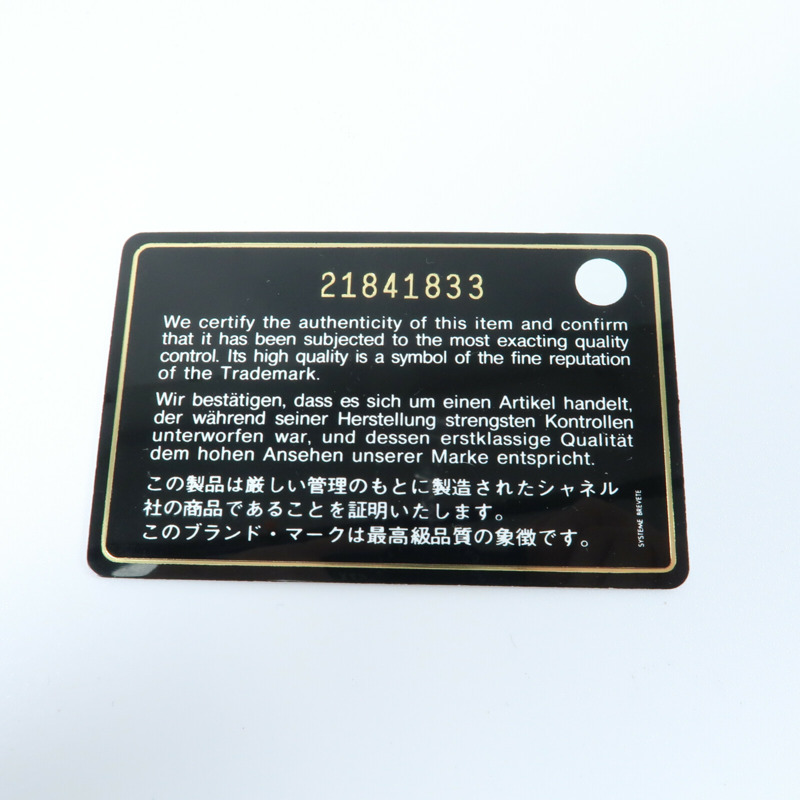 21841833
We certify the authenticity of this item and confirm
that it has been subjected to the most exacting quality
control. Its high quality is a symbol of the fine reputation
of the Trademark.
Wir bestätigen, dass es sich um einen Artikel handelt,
der während seiner Herstellung strengsten Kontrollen
unterworfen war, und dessen erstklassige Qualität
dem hohen Ansehen unserer Marke entspricht.
この製品は厳しい管理のもとに製造されたシャネル
社の商品であることを証明いたします。
このブランド・マークは最高級品質の象徴です。
SYSTEME BREVETE